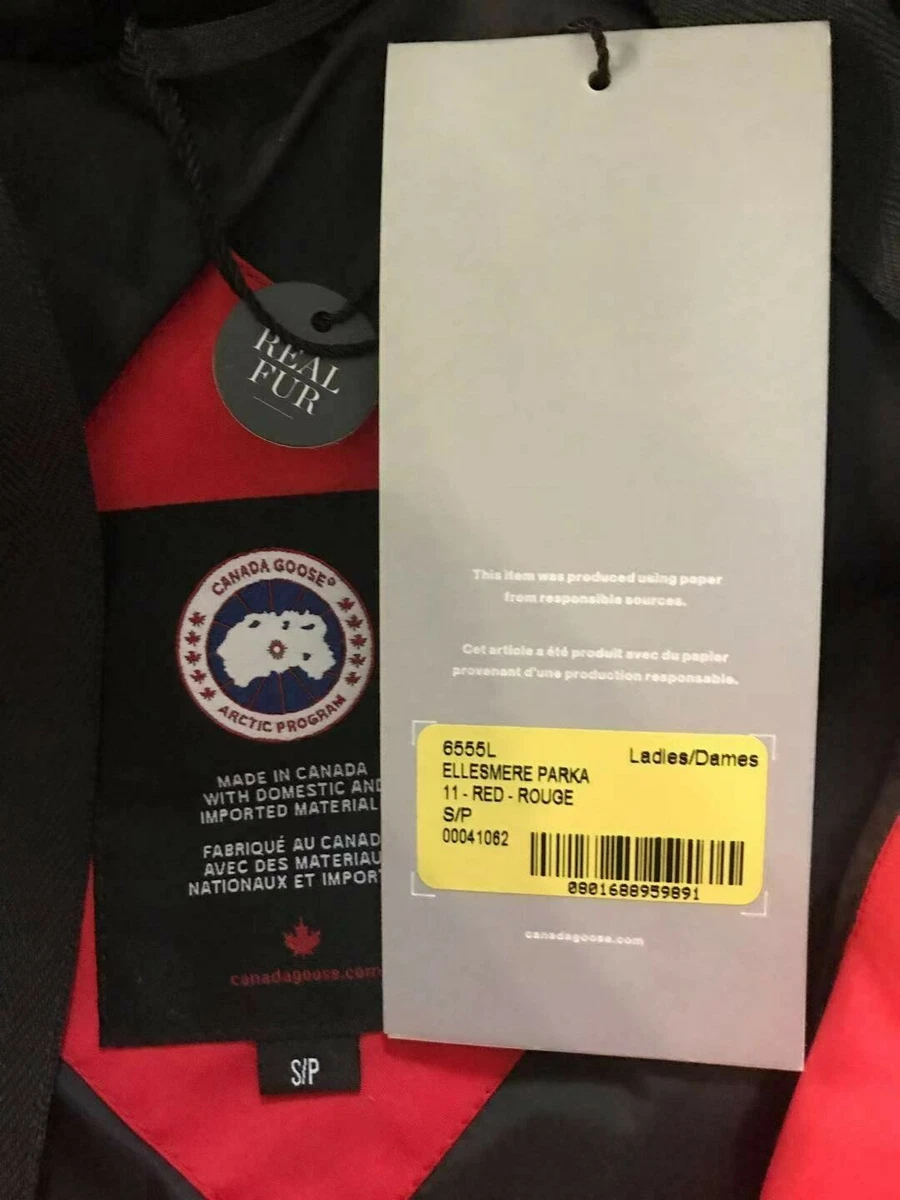 REAL
FUR
CANADA GOOSE®
ARCTIC PROGRAM
MADE IN CANADA
WITH DOMESTIC AND
IMPORTED MATERIAL
FABRIQUÉ AU CANAD
AVEC DES MATERIAU
NATIONAUX ET IMPOR
canadagoose.com
S/P
This item was produced using paper
from responsible sources.
Cet article a été produit avec du papier
provenant d'une production responsable.
6555L Ladies/Dames
ELLESMERE PARKA
11 - RED - ROUGE
S/P
00041062
0801688959891
canadagoose.com